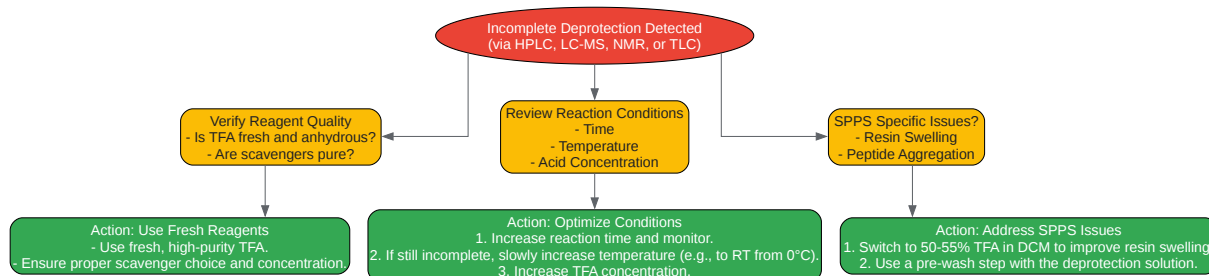 Incomplete Deprotection Detected
(via HPLC, LC-MS, NMR, or TLC)
Verify Reagent Quality
- Is TFA fresh and anhydrous?
- Are scavengers pure?
Review Reaction Conditions
- Time
- Temperature
- Acid Concentration
SPPS Specific Issues?
- Resin Swelling
- Peptide Aggregation
Action: Use Fresh Reagents
- Use fresh, high-purity TFA.
- Ensure proper scavenger choice and concentration.
Action: Optimize Conditions
1. Increase reaction time and monitor.
2. If still incomplete, slowly increase temperature (e.g., to RT from 0°C).
3. Increase TFA concentration.
Action: Address SPPS Issues
1. Switch to 50-55% TFA in DCM to improve resin swelling.
2. Use a pre-wash step with the deprotection solution.